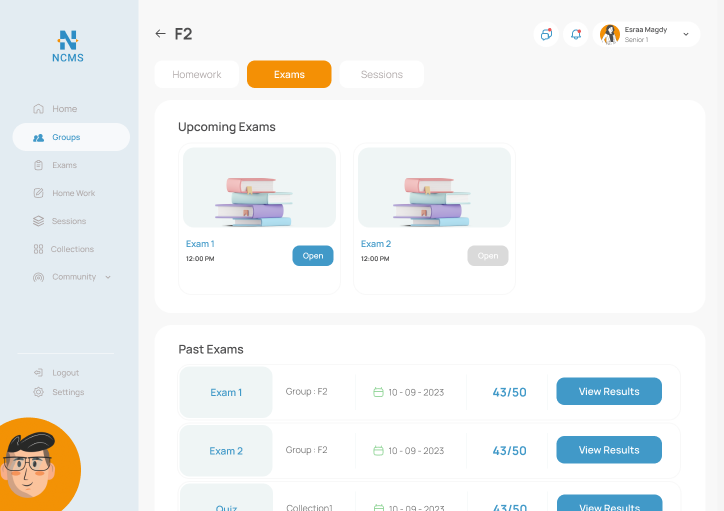 NCMS
Home
Groups
Exams
Home Work
Sessions
Collections
Community
Logout
Settings
F2
Esraa Magdy
Senior 1
Homework
Exams
Sessions
Upcoming Exams
Exam 1
12:00 PM
Open
Exam 2
12:00 PM
Open
Past Exams
Exam 1
Group : F2
10 - 09 - 2023
43/50
View Results
Exam 2
Group : F2
10 - 09 - 2023
43/50
View Results
Quiz
Collection1
10 - 09 - 2023
43/50
View Results